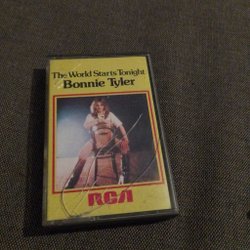 The World Starts Tonight
Bonnie Tyler
RCA